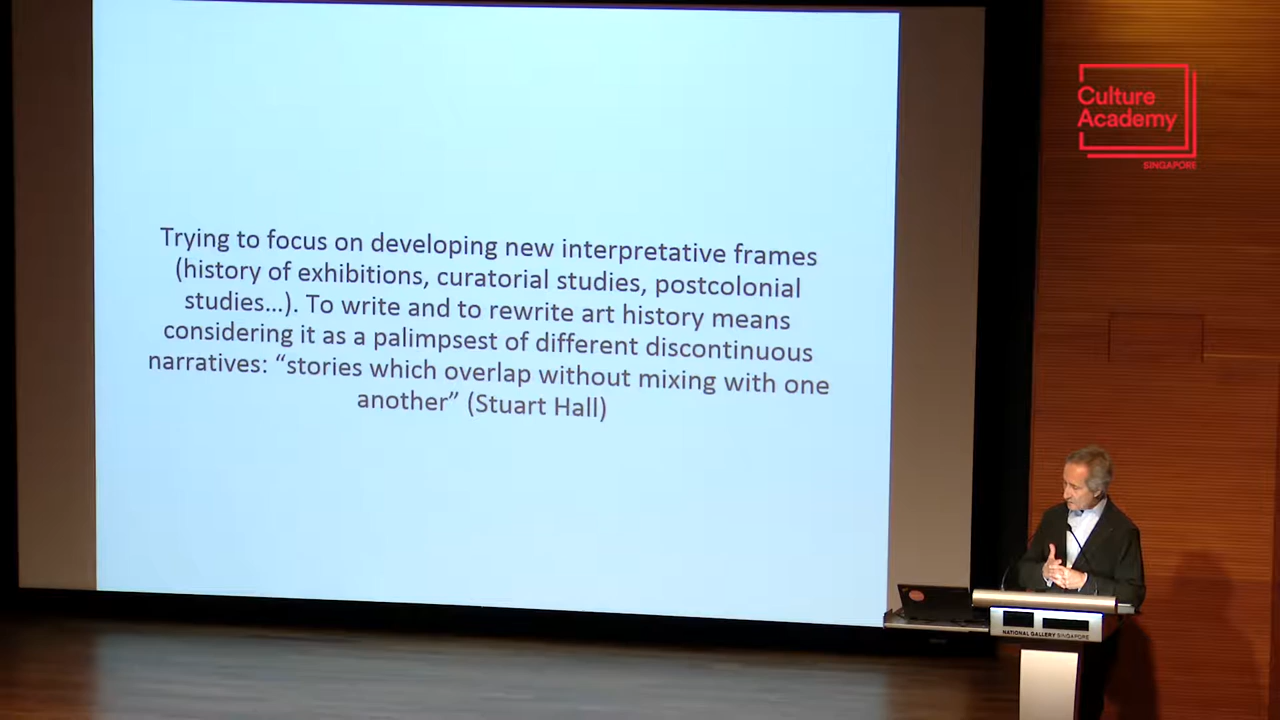 Trying to focus on developing new interpretative frames
(history of exhibitions, curatorial studies, postcolonial
studies...). To write and to rewrite art history means
considering it as a palimpsest of different discontinuous
narratives: “stories which overlap without mixing with one
another” (Stuart Hall)
Culture
Academy
SINGAPORE
NATIONAL GALLERY SINGAPORE